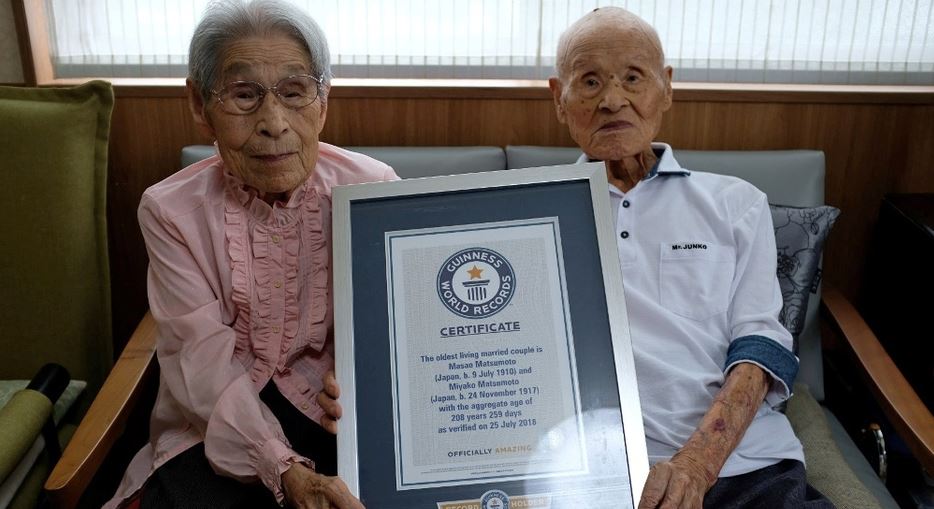 Mr.JUNKO
GUINNESS
WORLD RECORDS
CERTIFICATE
The oldest living married couple is
Masao Matsumoto
(Japan, b. 9 July 1910) and
Miyako Matsumoto
(Japan, b. 24 November 1917)
with the aggregate age of
208 years 259 days
as verified on 25 July 2018
OFFICIALLY AMAZING
RECORD HOLDER